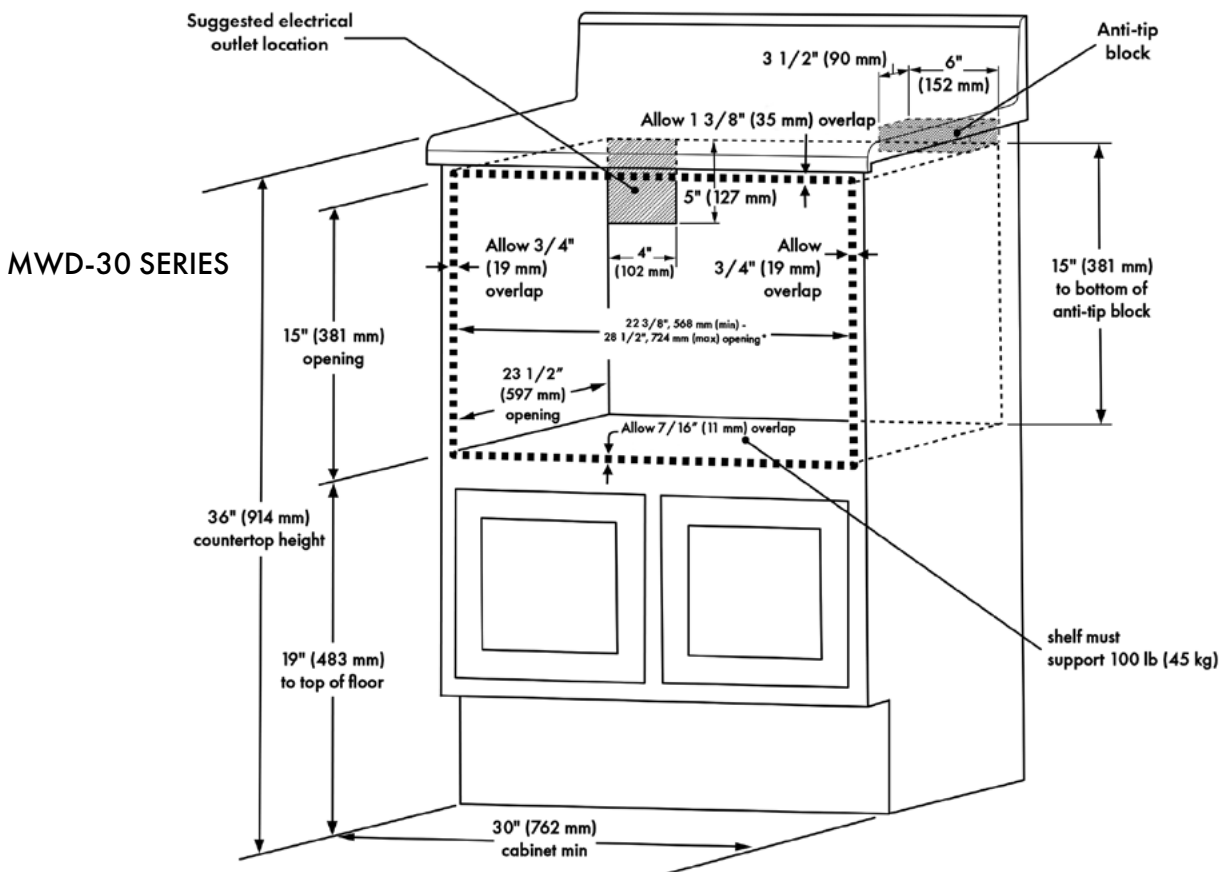 Suggested electrical
outlet location
Anti-tip
block
3 1/2" (90 mm)
6"
(152 mm)
Allow 1 3/8" (35 mm) overlap
5" (127 mm)
MWD-30 SERIES
Allow 3/4"
(19 mm)
overlap
4"
(102 mm)
Allow
3/4" (19 mm)
overlap
15" (381 mm)
to bottom of
anti-tip block
15" (381 mm)
opening
22 3/8", 568 mm (min) -
28 1/2", 724 mm (max) opening*
23 1/2"
(597 mm)
opening
Allow 7/16" (11 mm) overlap
36" (914 mm)
countertop height
19" (483 mm)
to top of floor
shelf must
support 100 lb (45 kg)
30" (762 mm)
cabinet min